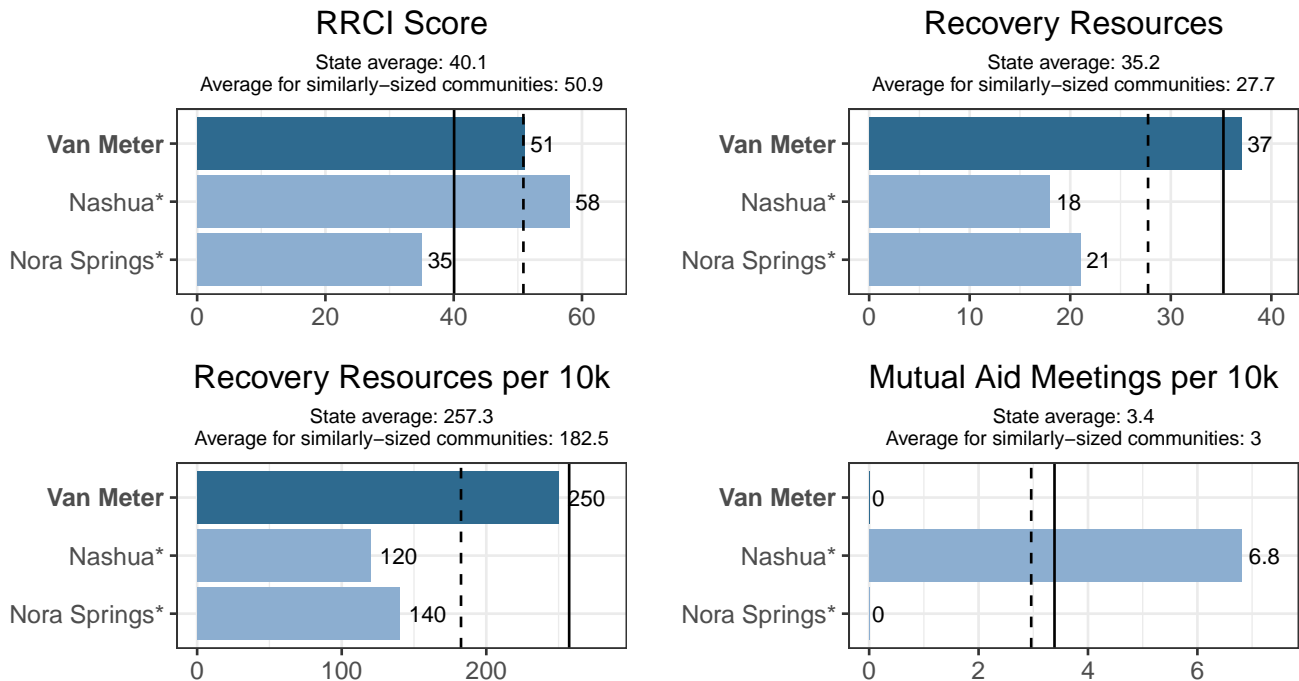 RRCI Score
State average: 40.1
Average for similarly−sized communities: 50.9
Van Meter
51
Nashua*
58
Nora Springs*
35
0 20 40 60
Recovery Resources
State average: 35.2
Average for similarly−sized communities: 27.7
Van Meter
37
Nashua*
18
Nora Springs*
21
0 10 20 30 40
Recovery Resources per 10k
State average: 257.3
Average for similarly−sized communities: 182.5
Van Meter
250
Nashua*
120
Nora Springs*
140
0 100 200
Mutual Aid Meetings per 10k
State average: 3.4
Average for similarly−sized communities: 3
Van Meter
0
Nashua*
6.8
Nora Springs*
0
0 2 4 6